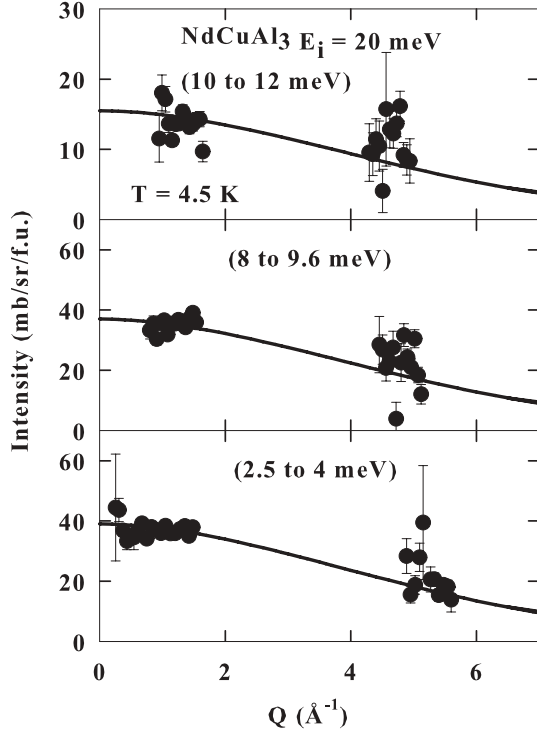 NdCuAl3 Ei = 20 meV
(10 to 12 meV)
T = 4.5 K
30
20
10
0
(8 to 9.6 meV)
60
40
20
0
(2.5 to 4 meV)
60
40
20
0
Intensity (mb/sr/f.u.)
0 2 4 6
Q (Å⁻¹)